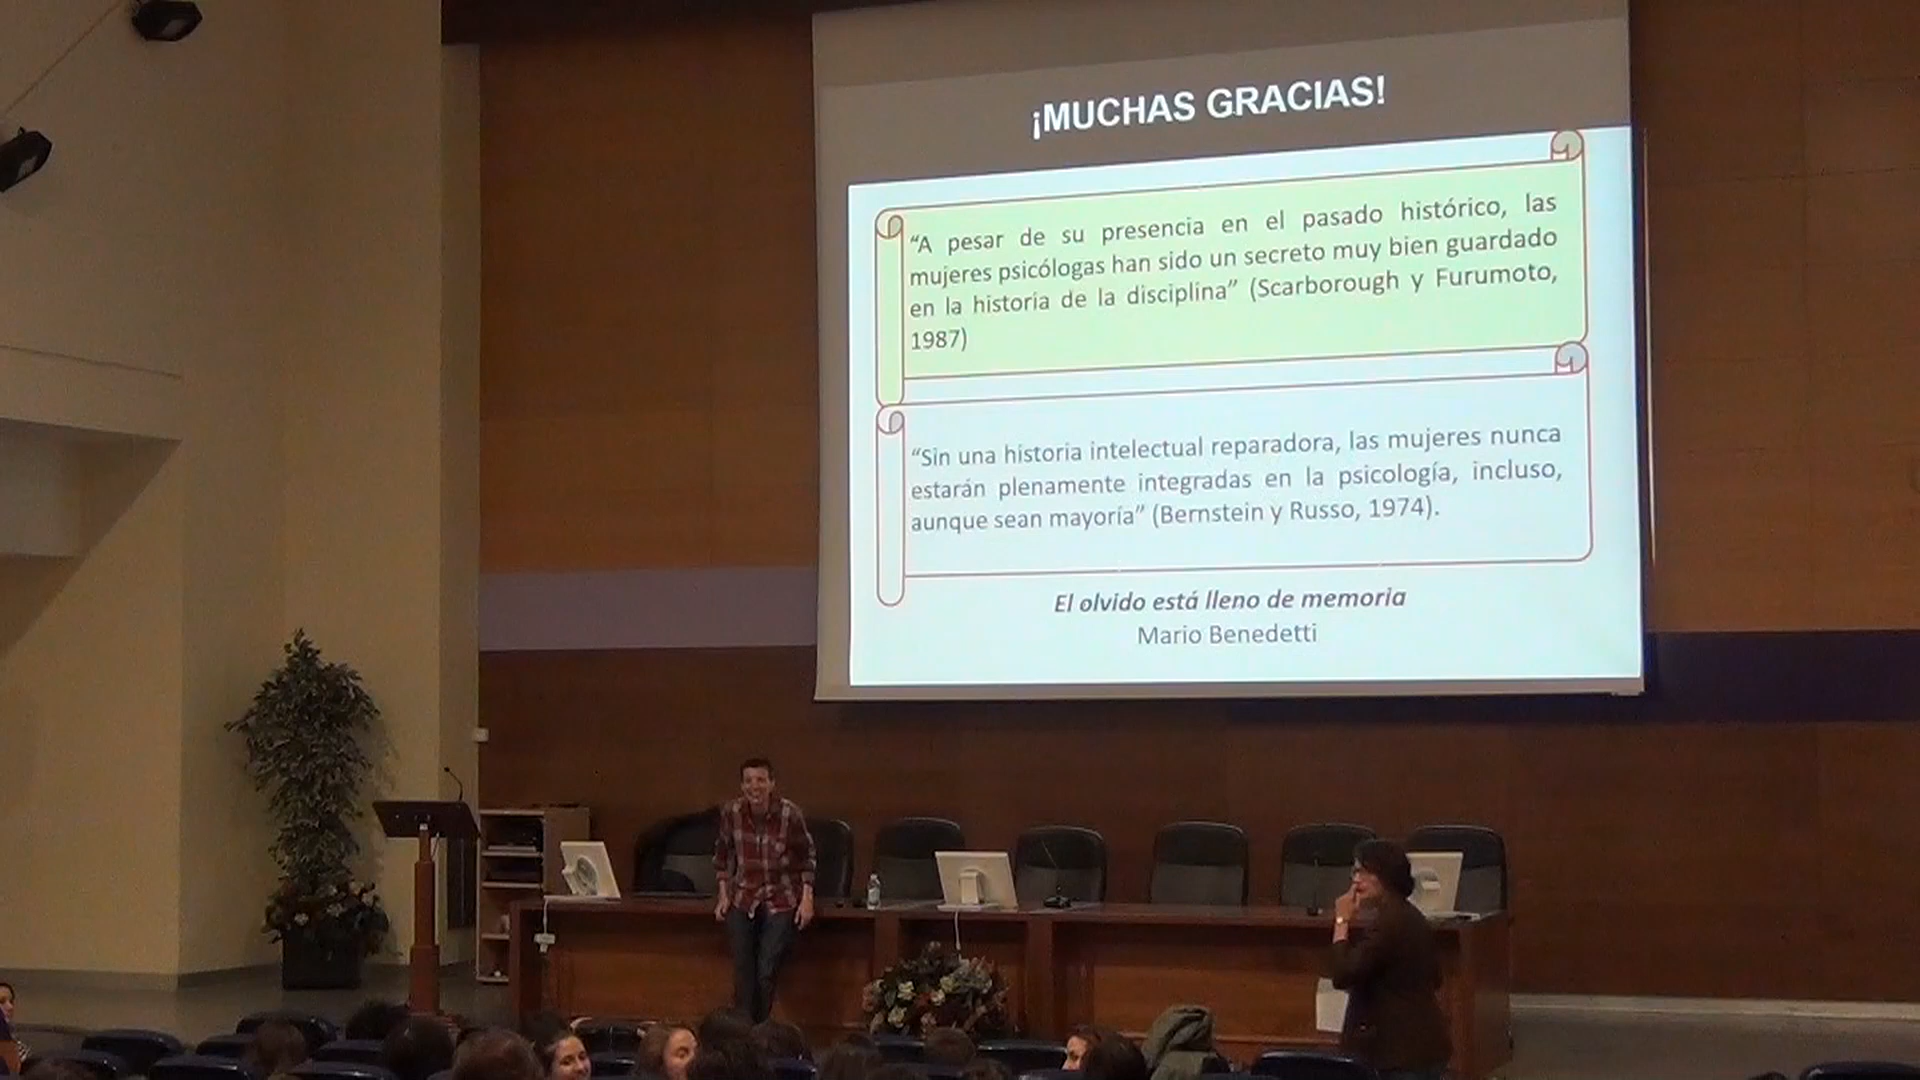 ¡MUCHAS GRACIAS!
“A pesar de su presencia en el pasado histórico, las
mujeres psicólogas han sido un secreto muy bien guardado
en la historia de la disciplina” (Scarborough y Furumoto,
1987)
“Sin una historia intelectual reparadora, las mujeres nunca
estarán plenamente integradas en la psicología, incluso,
aunque sean mayoría” (Bernstein y Russo, 1974).
El olvido está lleno de memoria
Mario Benedetti